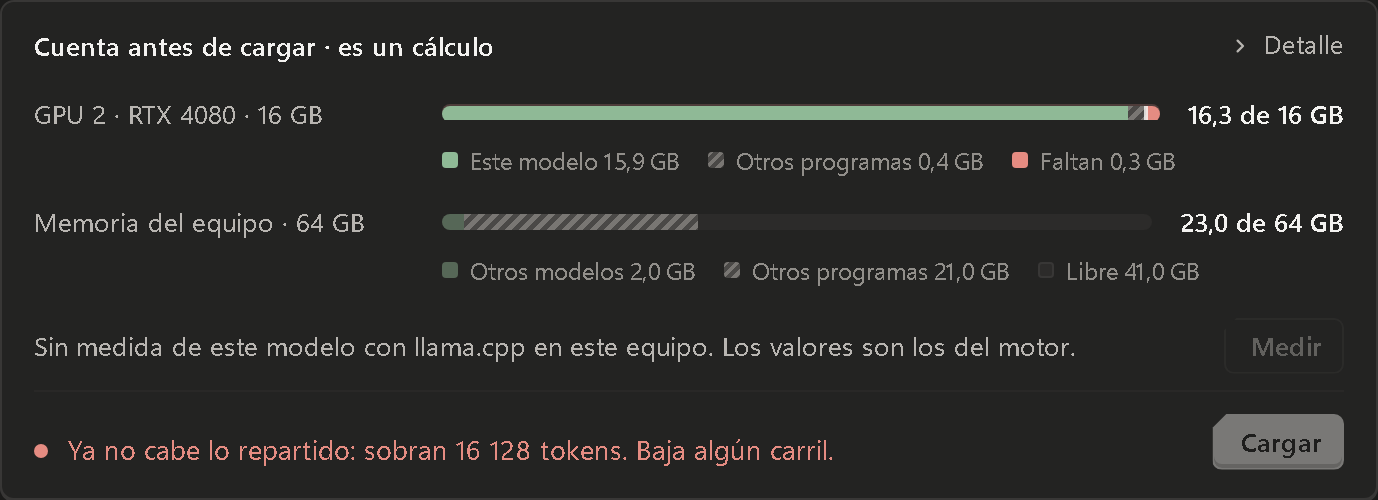 Cuenta antes de cargar · es un cálculo
Detalle
GPU 2 · RTX 4080 · 16 GB
16,3 de 16 GB
Este modelo 15,9 GB
Otros programas 0,4 GB
Faltan 0,3 GB
Memoria del equipo · 64 GB
23,0 de 64 GB
Otros modelos 2,0 GB
Otros programas 21,0 GB
Libre 41,0 GB
Sin medida de este modelo con llama.cpp en este equipo. Los valores son los del motor.
Medir
Ya no cabe lo repartido: sobran 16 128 tokens. Baja algún carril.
Cargar